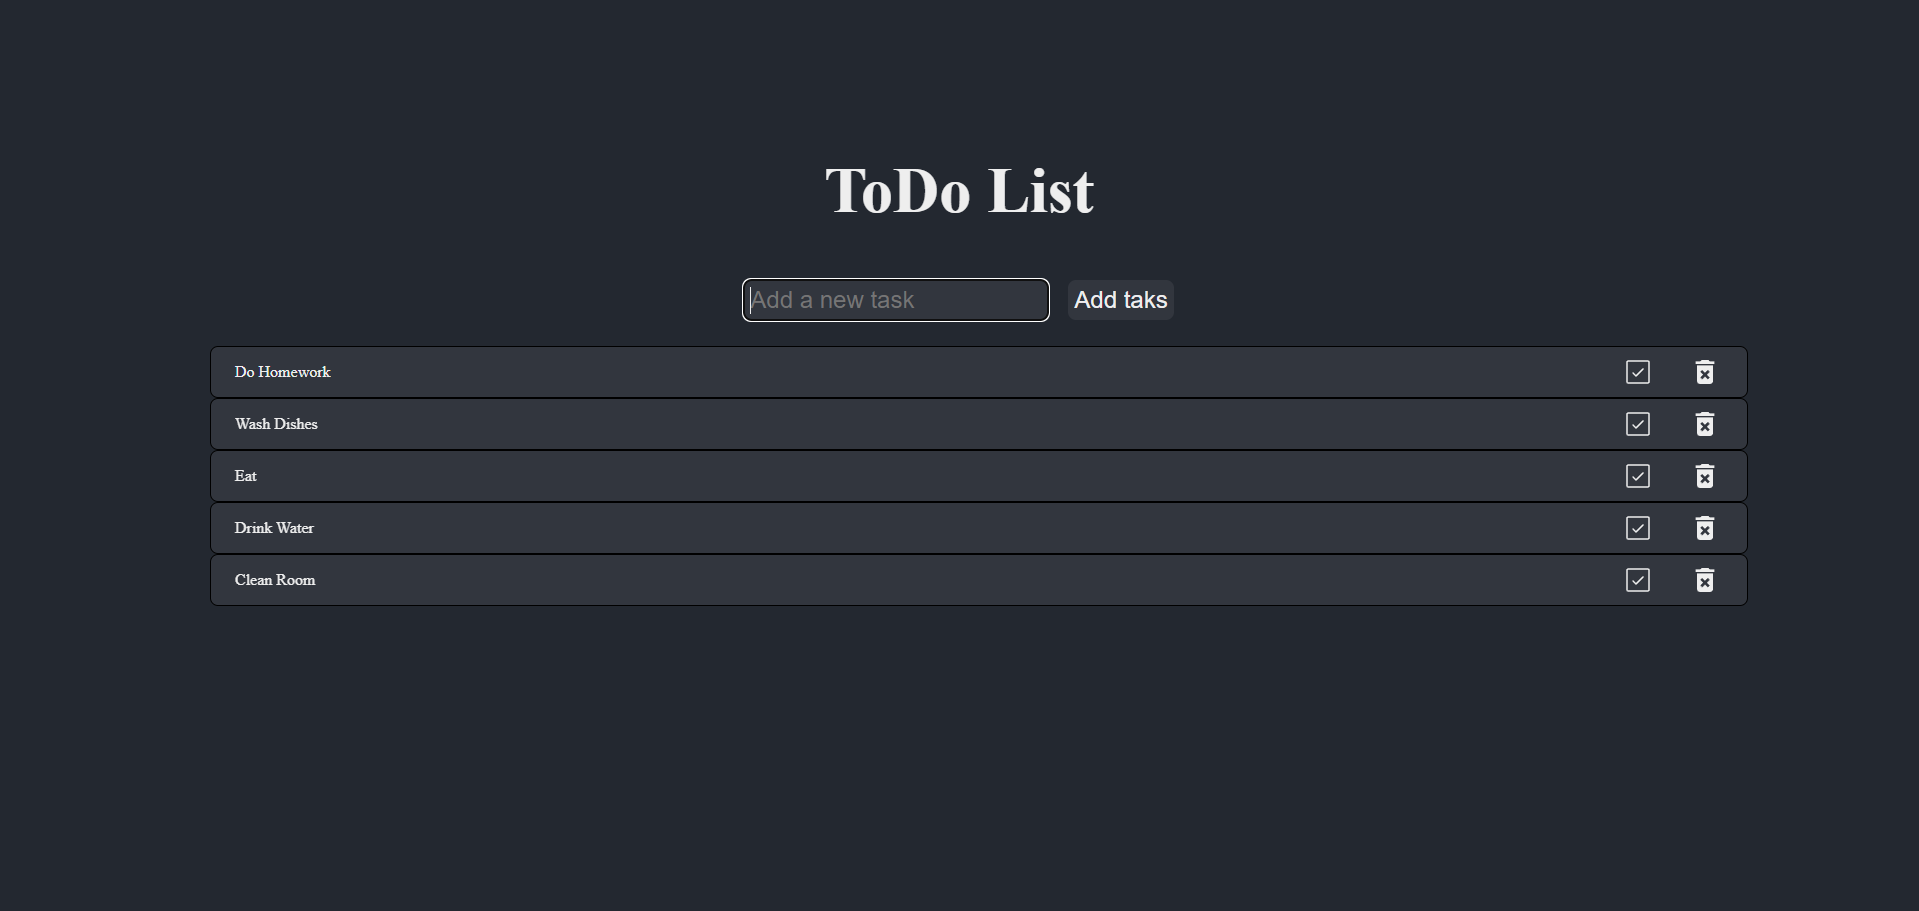 ToDo List
Add a new task
Add taks
Do Homework
Wash Dishes
Eat
Drink Water
Clean Room